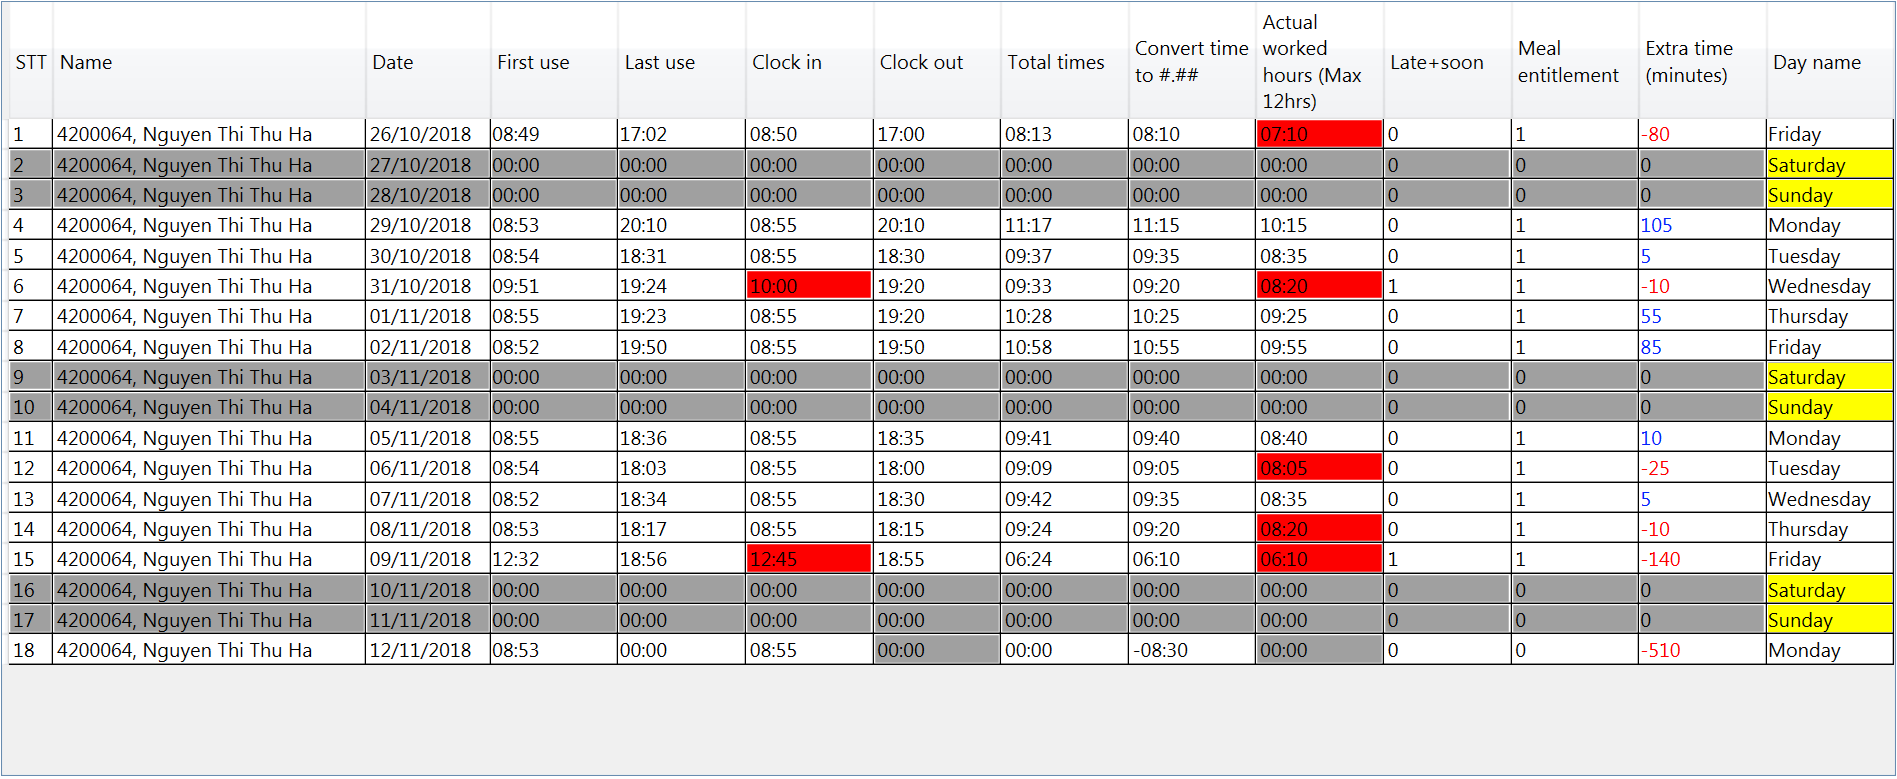 STT Name Date First use Last use Clock in Clock out Total times Convert time to #.## Actual worked hours (Max 12hrs) Late+soon Meal entitlement Extra time (minutes) Day name
1 4200064, Nguyen Thi Thu Ha 26/10/2018 08:49 17:02 08:50 17:00 08:13 08:10 07:10 0 1 -80 Friday
2 4200064, Nguyen Thi Thu Ha 27/10/2018 00:00 00:00 00:00 00:00 00:00 00:00 00:00 0 0 0 Saturday
3 4200064, Nguyen Thi Thu Ha 28/10/2018 00:00 00:00 00:00 00:00 00:00 00:00 00:00 0 0 0 Sunday
4 4200064, Nguyen Thi Thu Ha 29/10/2018 08:53 20:10 08:55 20:10 11:17 11:15 10:15 0 1 105 Monday
5 4200064, Nguyen Thi Thu Ha 30/10/2018 08:54 18:31 08:55 18:30 09:37 09:35 08:35 0 1 5 Tuesday
6 4200064, Nguyen Thi Thu Ha 31/10/2018 09:51 19:24 10:00 19:20 09:33 09:20 08:20 1 1 -10 Wednesday
7 4200064, Nguyen Thi Thu Ha 01/11/2018 08:55 19:23 08:55 19:20 10:28 10:25 09:25 0 1 55 Thursday
8 4200064, Nguyen Thi Thu Ha 02/11/2018 08:52 19:50 08:55 19:50 10:58 10:55 09:55 0 1 85 Friday
9 4200064, Nguyen Thi Thu Ha 03/11/2018 00:00 00:00 00:00 00:00 00:00 00:00 00:00 0 0 0 Saturday
10 4200064, Nguyen Thi Thu Ha 04/11/2018 00:00 00:00 00:00 00:00 00:00 00:00 00:00 0 0 0 Sunday
11 4200064, Nguyen Thi Thu Ha 05/11/2018 08:55 18:36 08:55 18:35 09:41 09:40 08:40 0 1 10 Monday
12 4200064, Nguyen Thi Thu Ha 06/11/2018 08:54 18:03 08:55 18:00 09:09 09:05 08:05 0 1 -25 Tuesday
13 4200064, Nguyen Thi Thu Ha 07/11/2018 08:52 18:34 08:55 18:30 09:42 09:35 08:35 0 1 5 Wednesday
14 4200064, Nguyen Thi Thu Ha 08/11/2018 08:53 18:17 08:55 18:15 09:24 09:20 08:20 0 1 -10 Thursday
15 4200064, Nguyen Thi Thu Ha 09/11/2018 12:32 18:56 12:45 18:55 06:24 06:10 06:10 1 1 -140 Friday
16 4200064, Nguyen Thi Thu Ha 10/11/2018 00:00 00:00 00:00 00:00 00:00 00:00 00:00 0 0 0 Saturday
17 4200064, Nguyen Thi Thu Ha 11/11/2018 00:00 00:00 00:00 00:00 00:00 00:00 00:00 0 0 0 Sunday
18 4200064, Nguyen Thi Thu Ha 12/11/2018 08:53 00:00 08:55 00:00 00:00 -08:30 00:00 0 0 -510 Monday